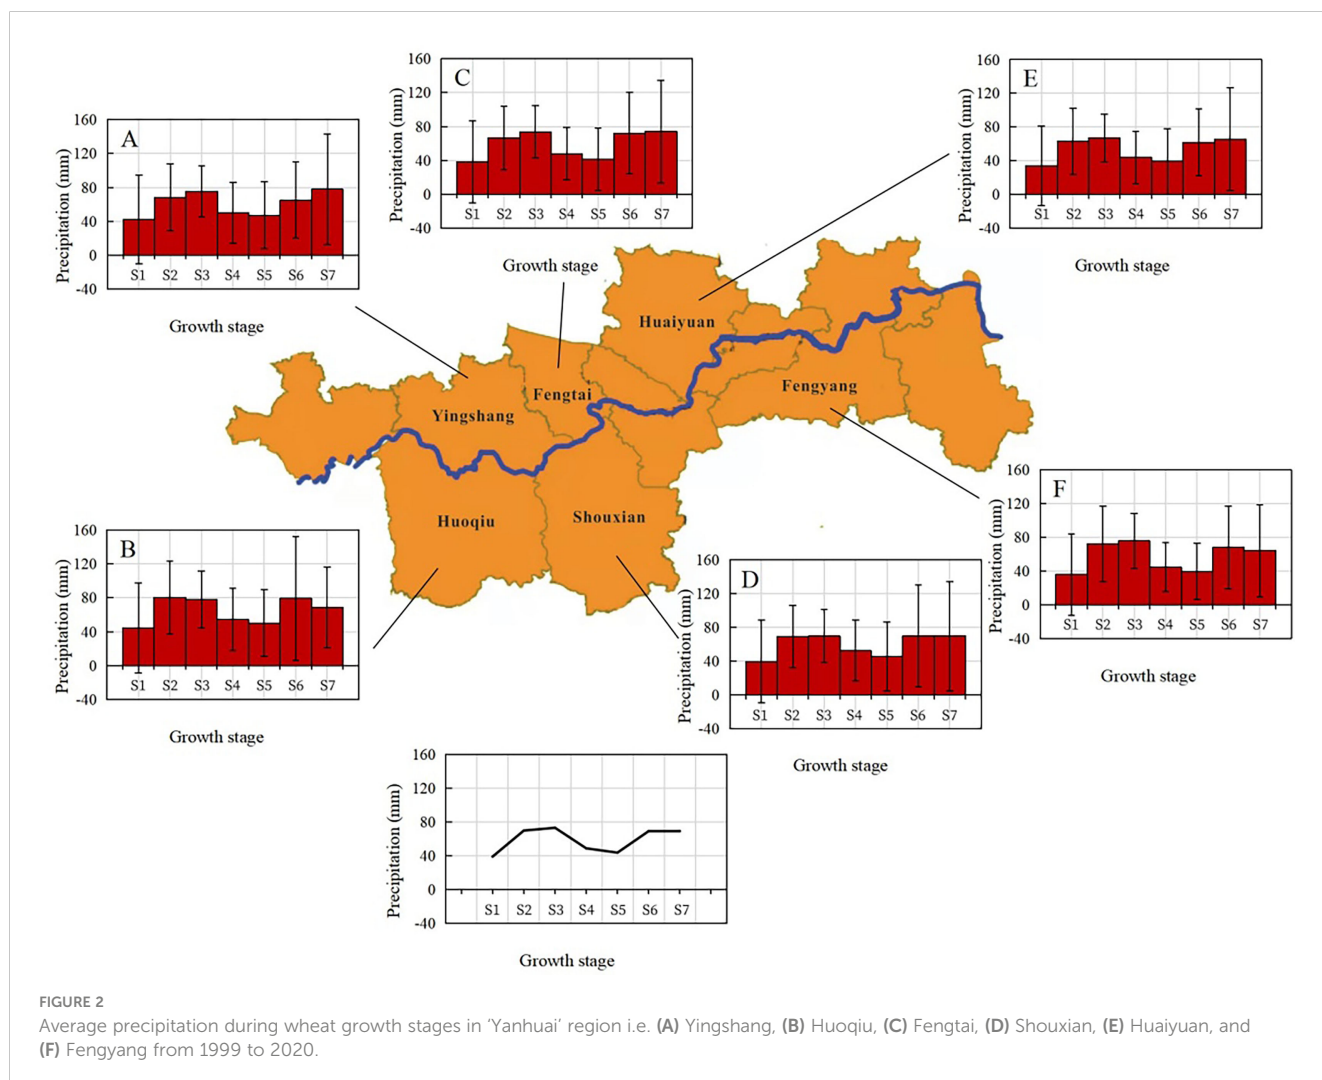 C
Precipitation (mm)
160
120
80
40
0
-40
S1 S2 S3 S4 S5 S6 S7
Growth stage
E
Precipitation (mm)
160
120
80
40
0
-40
S1 S2 S3 S4 S5 S6 S7
Growth stage
A
Precipitation (mm)
160
120
80
40
0
-40
S1 S2 S3 S4 S5 S6 S7
Growth stage
Huaiyuan
Fengtai
Fengyang
Yingshang
Huoqiu
Shouxian
F
Precipitation (mm)
160
120
80
40
0
-40
S1 S2 S3 S4 S5 S6 S7
Growth stage
B
Precipitation (mm)
160
120
80
40
0
-40
S1 S2 S3 S4 S5 S6 S7
Growth stage
D
Precipitation (mm)
160
120
80
40
0
-40
S1 S2 S3 S4 S5 S6 S7
Growth stage
Precipitation (mm)
160
120
80
40
0
-40
S1 S2 S3 S4 S5 S6 S7
Growth stage
FIGURE 2
Average precipitation during wheat growth stages in ‘Yanhuai’ region i.e. (A) Yingshang, (B) Huoqiu, (C) Fengtai, (D) Shouxian, (E) Huaiyuan, and
(F) Fengyang from 1999 to 2020.